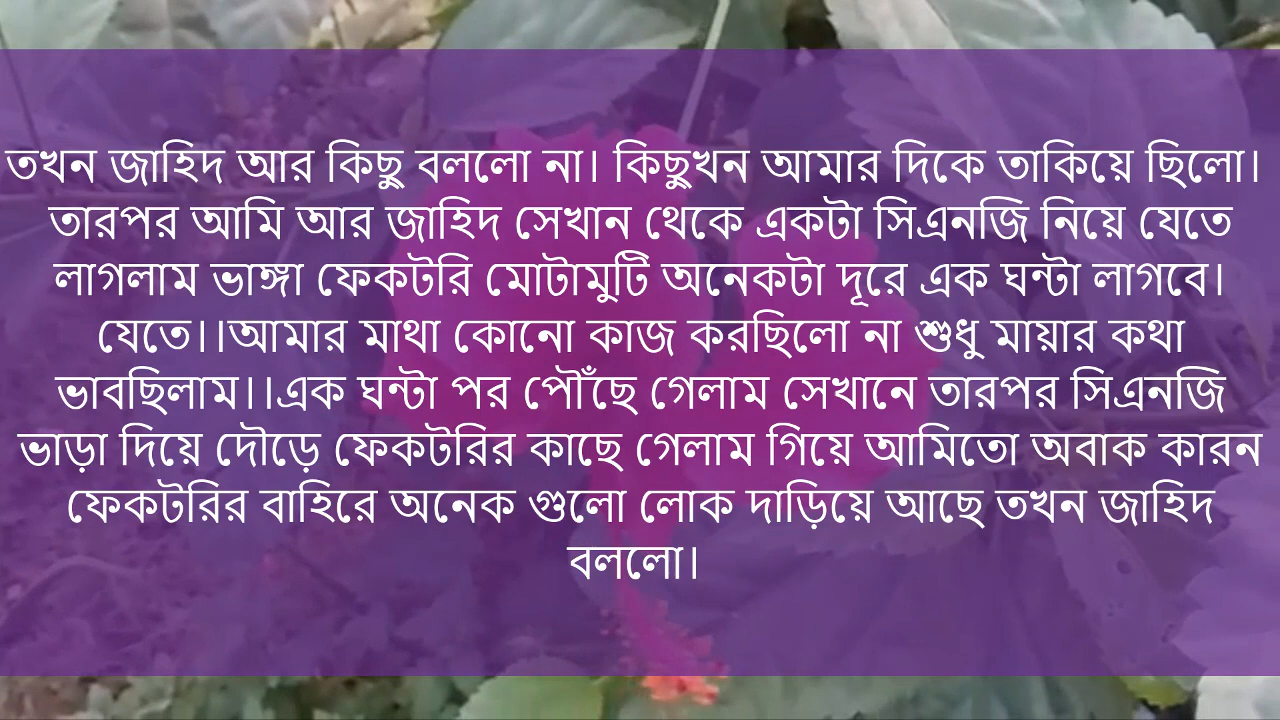 তখন জাহিদ আর কিছু বললো না। কিছুখন আমার দিকে তাকিয়ে ছিলো।
তারপর আমি আর জাহিদ সেখান থেকে একটা সিএনজি নিয়ে যেতে
লাগলাম ভাঙ্গা ফেকটরি মোটামুটি অনেকটা দূরে এক ঘন্টা লাগবে।
যেতে।।আমার মাথা কোনো কাজ করছিলো না শুধু মায়ার কথা
ভাবছিলাম।।এক ঘন্টা পর পৌঁছে গেলাম সেখানে তারপর সিএনজি
ভাড়া দিয়ে দৌড়ে ফেকটরির কাছে গেলাম গিয়ে আমিতো অবাক কারন
ফেকটরির বাহিরে অনেক গুলো লোক দাড়িয়ে আছে তখন জাহিদ
বললো।